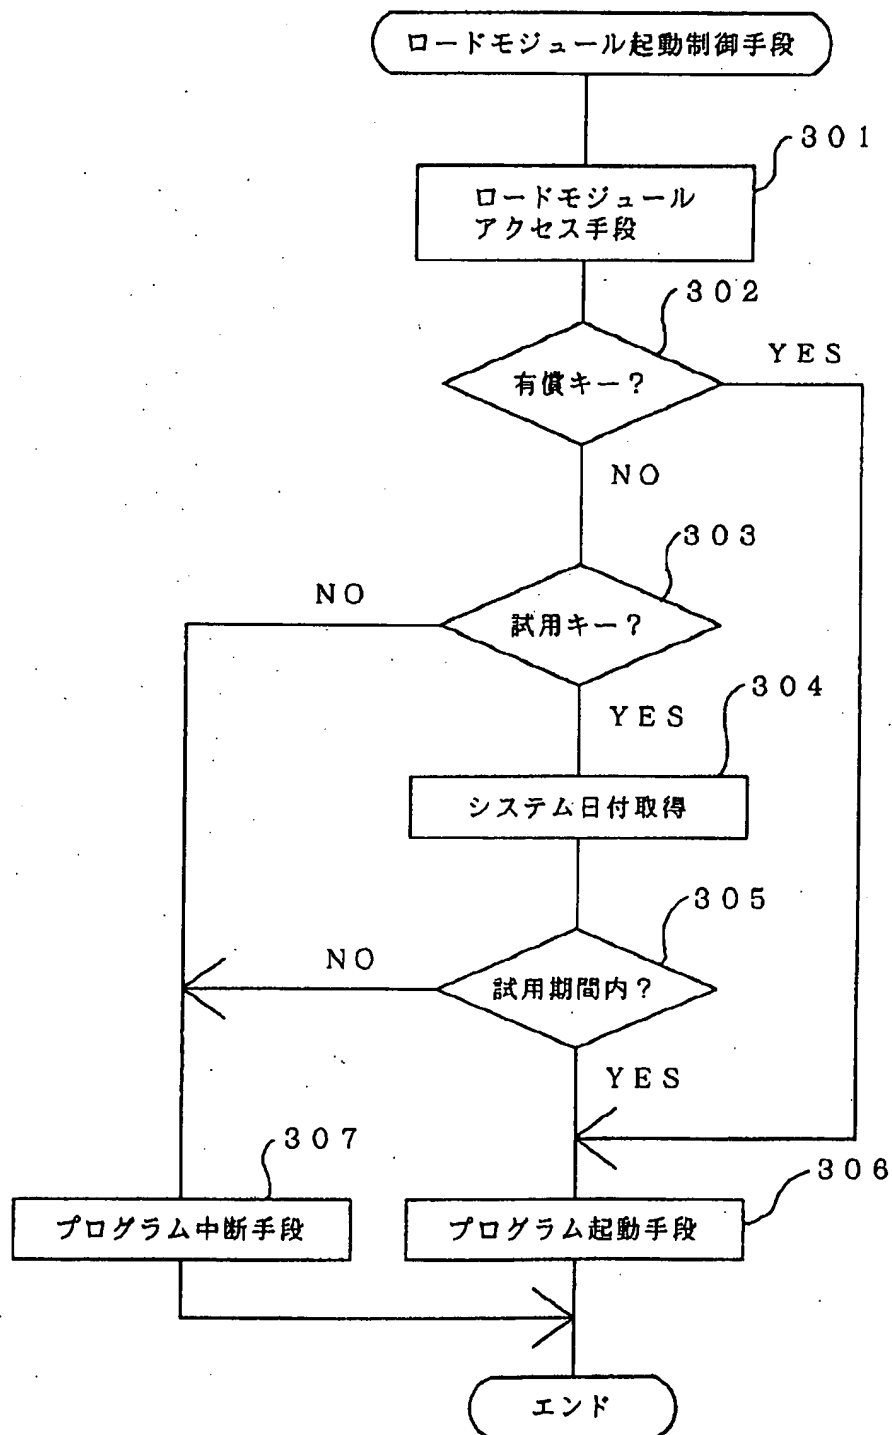 ロードモジュール起動制御手段
301
ロードモジュール
アクセス手段
302
有償キー?
YES
NO
303
試用キー?
NO
YES
304
システム日付取得
305
試用期間内?
NO
YES
307
プログラム中断手段
306
プログラム起動手段
エンド